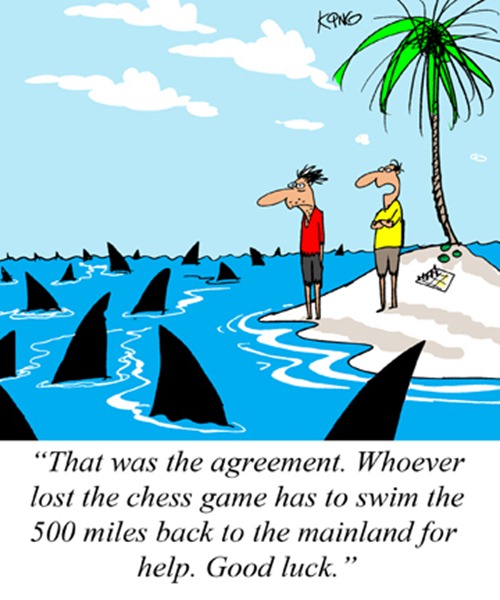 KONG
“That was the agreement. Whoever
lost the chess game has to swim the
500 miles back to the mainland for
help. Good luck.”